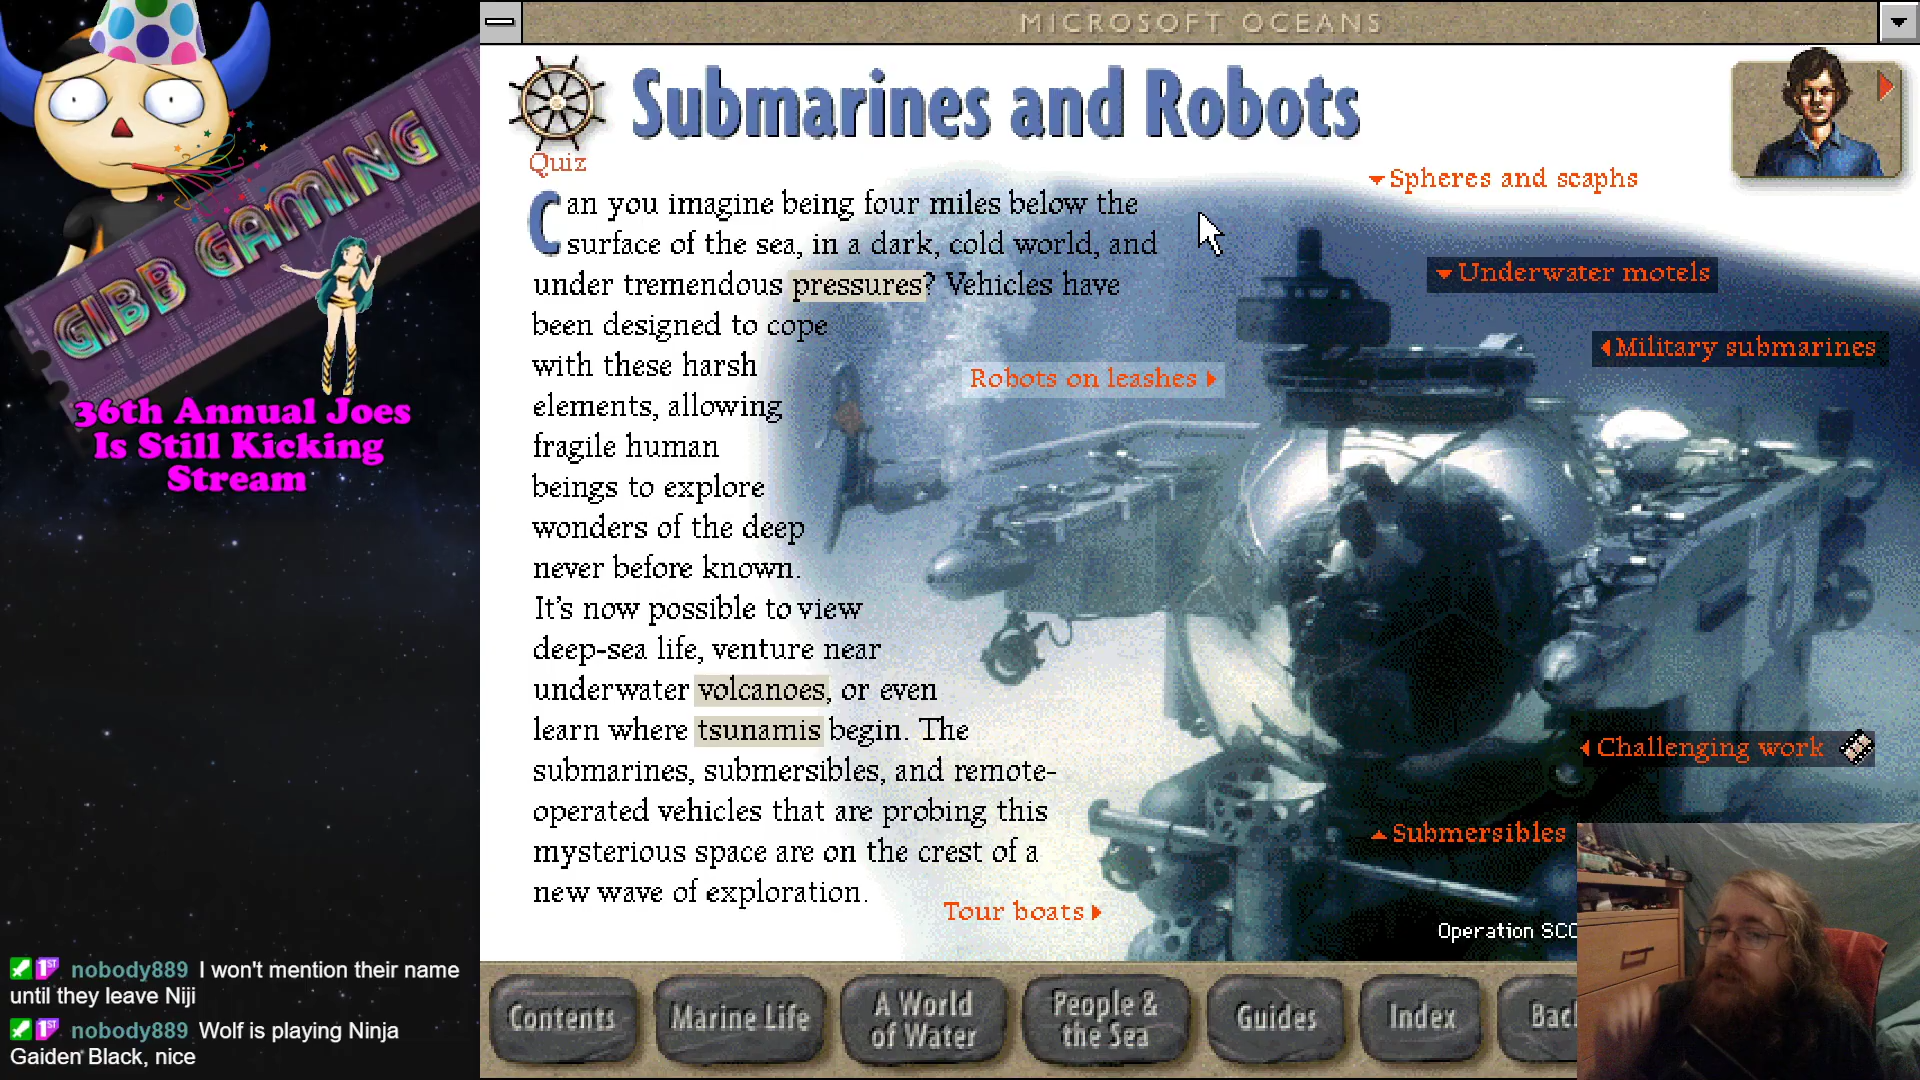 MICROSOFT OCEANS
Submarines and Robots
Quiz
Can you imagine being four miles below the
surface of the sea, in a dark, cold world, and
under tremendous pressures? Vehicles have
been designed to cope
with these harsh
elements, allowing
fragile human
beings to explore
wonders of the deep
never before known.
It's now possible to view
deep-sea life, venture near
underwater volcanoes, or even
learn where tsunamis begin. The
submarines, submersibles, and remote-
operated vehicles that are probing this
mysterious space are on the crest of a
new wave of exploration.
Spheres and scaphs
Underwater motels
Military submarines
Robots on leashes
Challenging work
Submersibles
Tour boats
Operation SCO
Contents
Marine Life
A World
of Water
People &
the Sea
Guides
Index
Bac
GIBB GAMING
36th Annual Joes
Is Still Kicking
Stream
1ST nobody889 I won't mention their name
until they leave Niji
1ST nobody889 Wolf is playing Ninja
Gaiden Black, nice